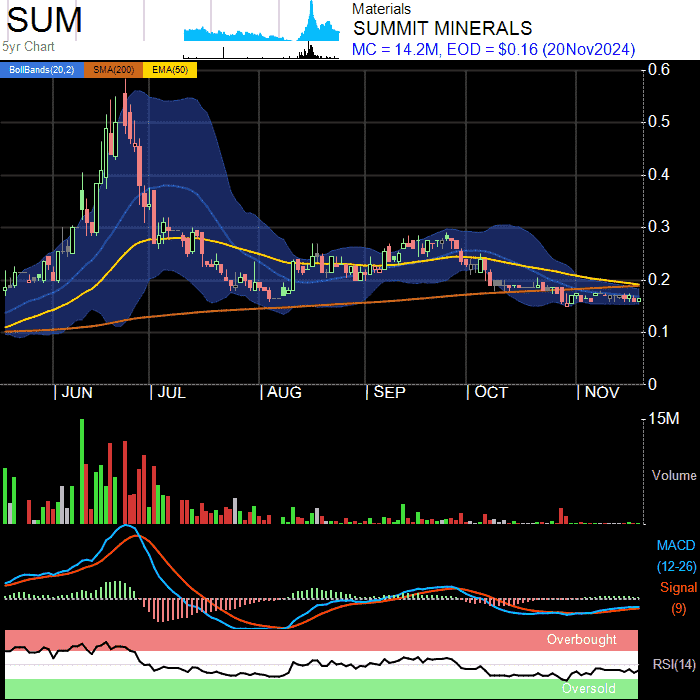 SUM
5yr Chart
Materials
SUMMIT MINERALS
MC = 14.2M, EOD = $0.16 (20Nov2024)
BollBands(20,2) SMA(200) EMA(50)
0.6
0.5
0.4
0.3
0.2
0.1
0
| JUN | JUL | AUG | SEP | OCT | NOV
15M
Volume
MACD
(12-26)
Signal
(9)
Overbought
RSI(14)
Oversold